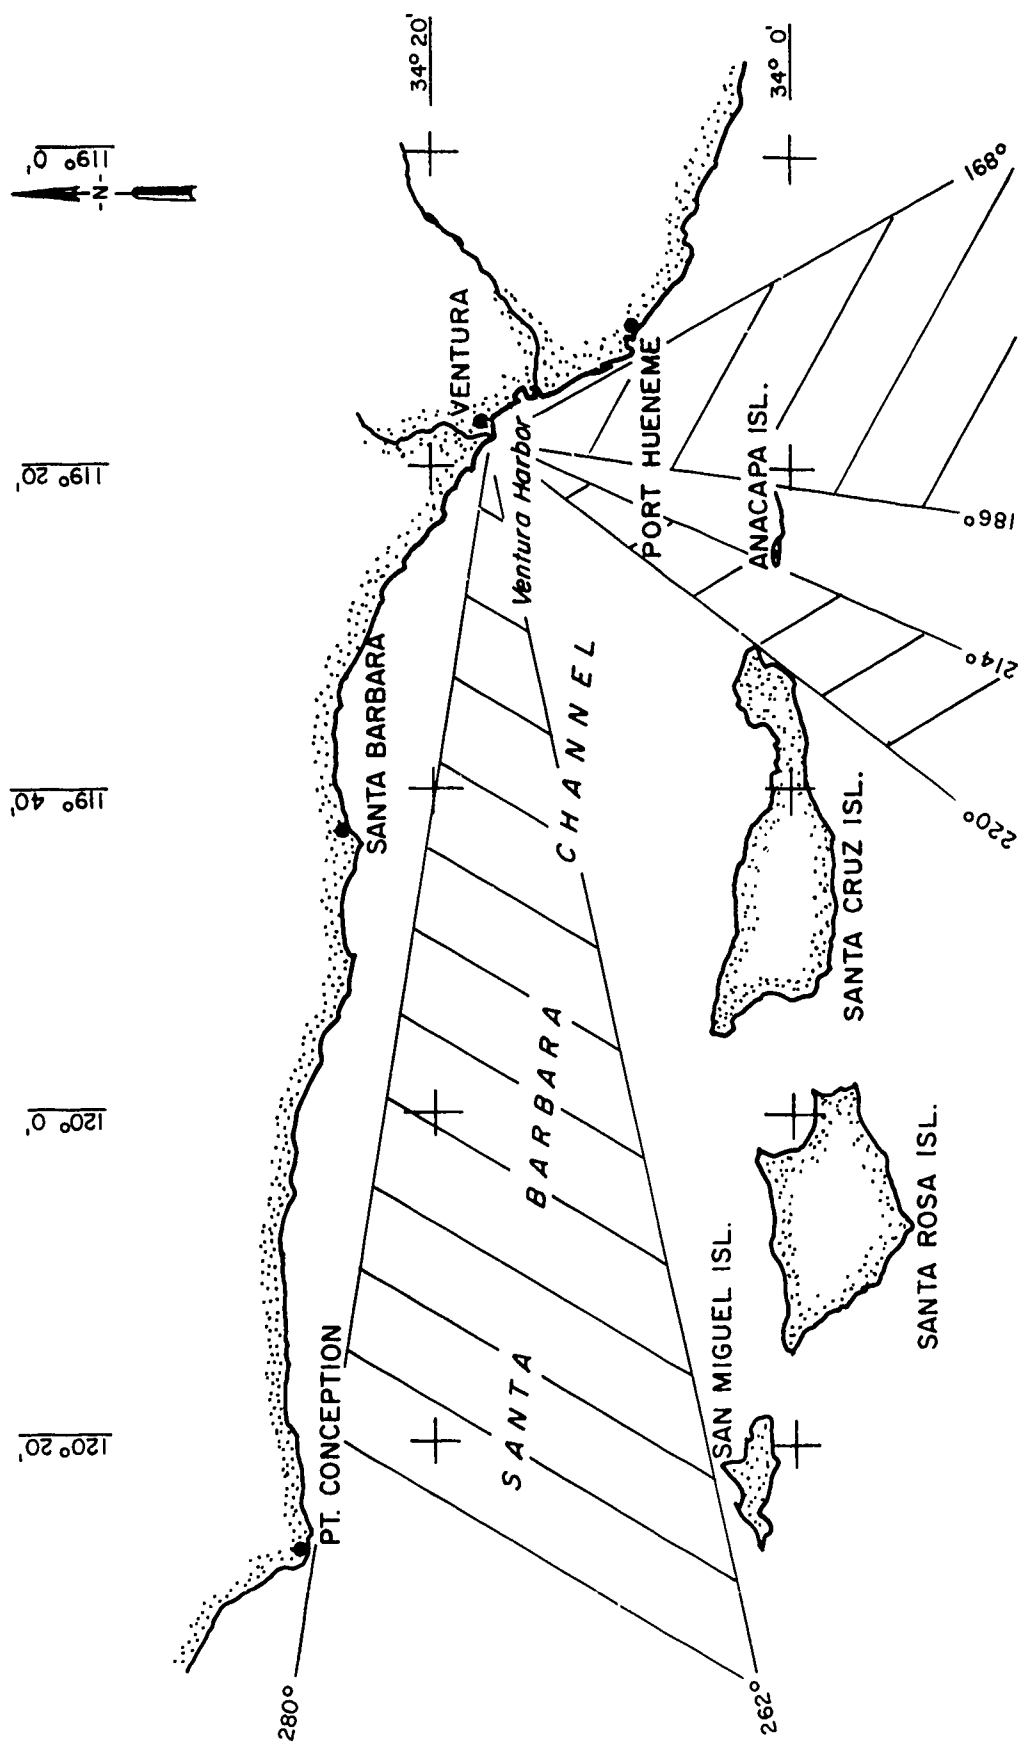 119° 0'
119° 20'
119° 40'
120° 0'
120° 20'
-N-
34° 20'
34° 0'
VENTURA
Ventura Harbor
PORT HUENEME
ANACAPA ISL.
SANTA BARBARA
PT. CONCEPTION
SANTA BARBARA CHANNEL
SANTA CRUZ ISL.
SANTA ROSA ISL.
SAN MIGUEL ISL.
168°
186°
214°
220°
262°
280°